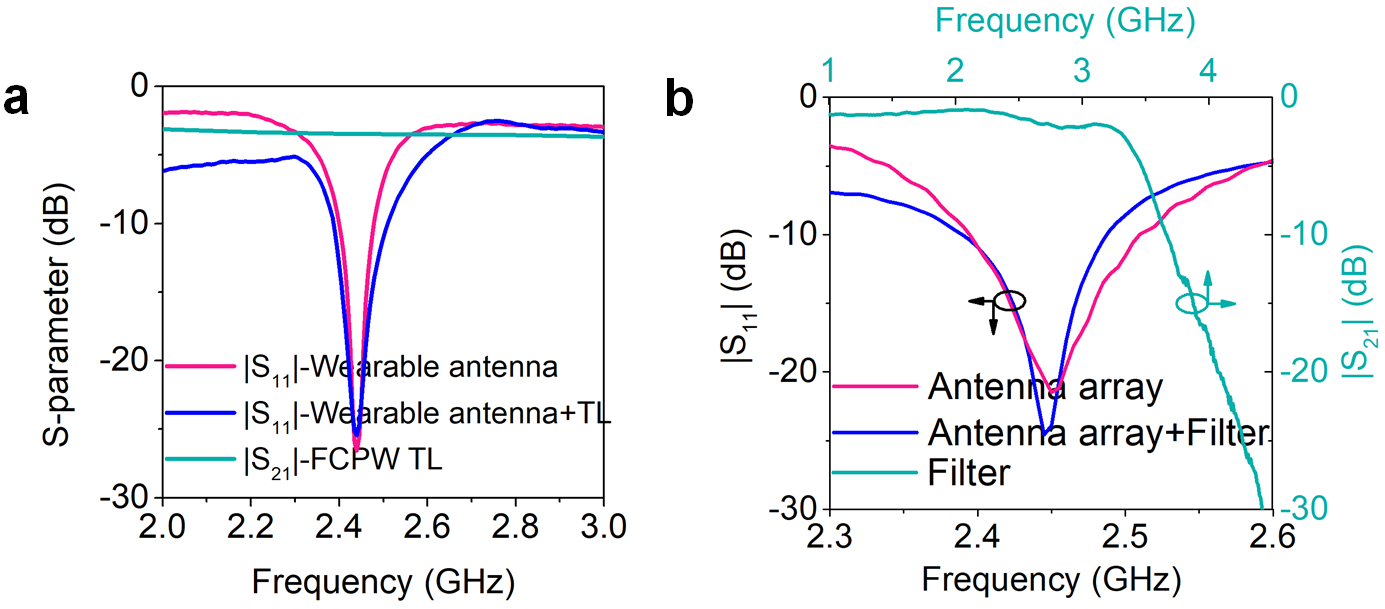 a
0
-10
-20
-30
S-parameter (dB)
|S11|-Wearable antenna
|S11|-Wearable antenna+TL
|S21|-FCPW TL
2.0 2.2 2.4 2.6 2.8 3.0
Frequency (GHz)
b
Frequency (GHz)
1 2 3 4
0
-10
-20
-30
|S11| (dB)
0
-10
-20
-30
|S21| (dB)
Antenna array
Antenna array+Filter
Filter
2.3 2.4 2.5 2.6
Frequency (GHz)